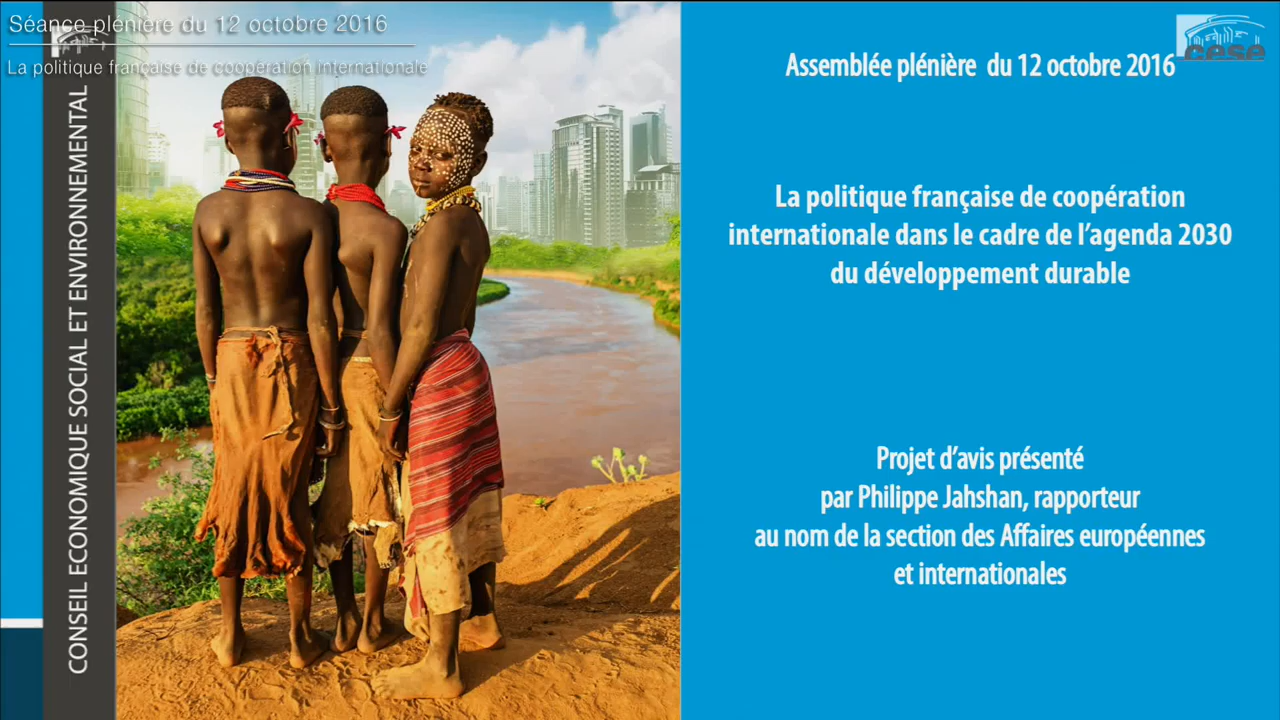 Séance plénière du 12 octobre 2016
La politique française de coopération internationale
CONSEIL ECONOMIQUE SOCIAL ET ENVIRONNEMENTAL
cese
Assemblée plénière du 12 octobre 2016
La politique française de coopération
internationale dans le cadre de l’agenda 2030
du développement durable
Projet d’avis présenté
par Philippe Jahshan, rapporteur
au nom de la section des Affaires européennes
et internationales